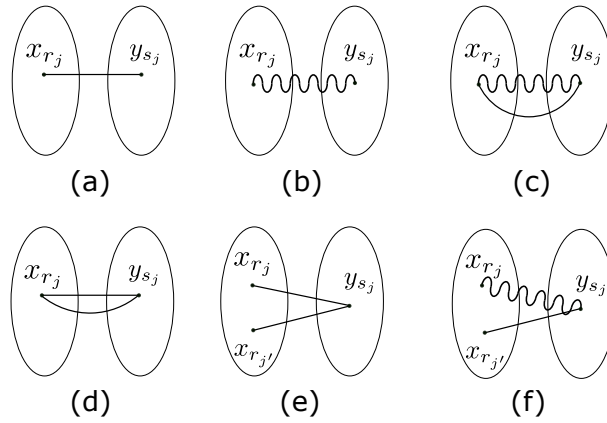 x_{r_j} y_{s_j} x_{r_j} y_{s_j} x_{r_j} y_{s_j}
(a) (b) (c)
x_{r_j} y_{s_j} x_{r_j} y_{s_j} x_{r_j} y_{s_j}
x_{r_{j'}} x_{r_{j'}}
(d) (e) (f)